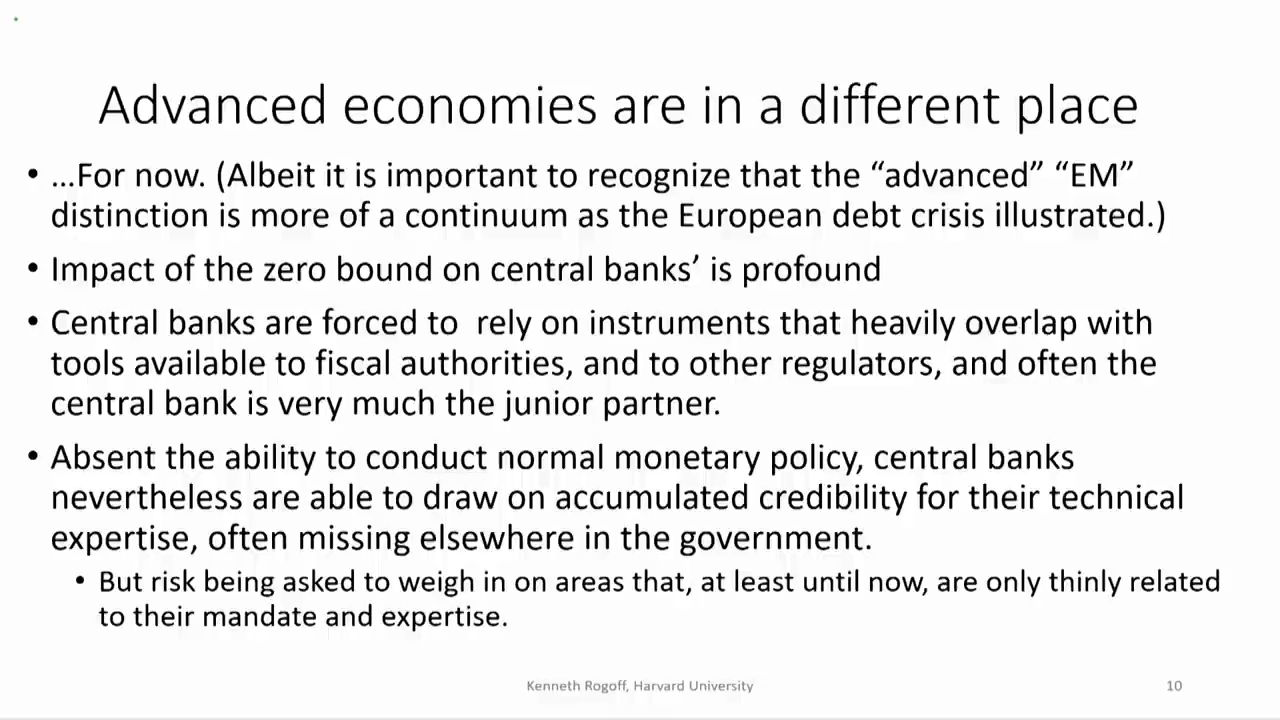 Advanced economies are in a different place
• ...For now. (Albeit it is important to recognize that the “advanced” “EM”
distinction is more of a continuum as the European debt crisis illustrated.)
• Impact of the zero bound on central banks’ is profound
• Central banks are forced to  rely on instruments that heavily overlap with
tools available to fiscal authorities, and to other regulators, and often the
central bank is very much the junior partner.
• Absent the ability to conduct normal monetary policy, central banks
nevertheless are able to draw on accumulated credibility for their technical
expertise, often missing elsewhere in the government.
• But risk being asked to weigh in on areas that, at least until now, are only thinly related
to their mandate and expertise.
Kenneth Rogoff, Harvard University
10